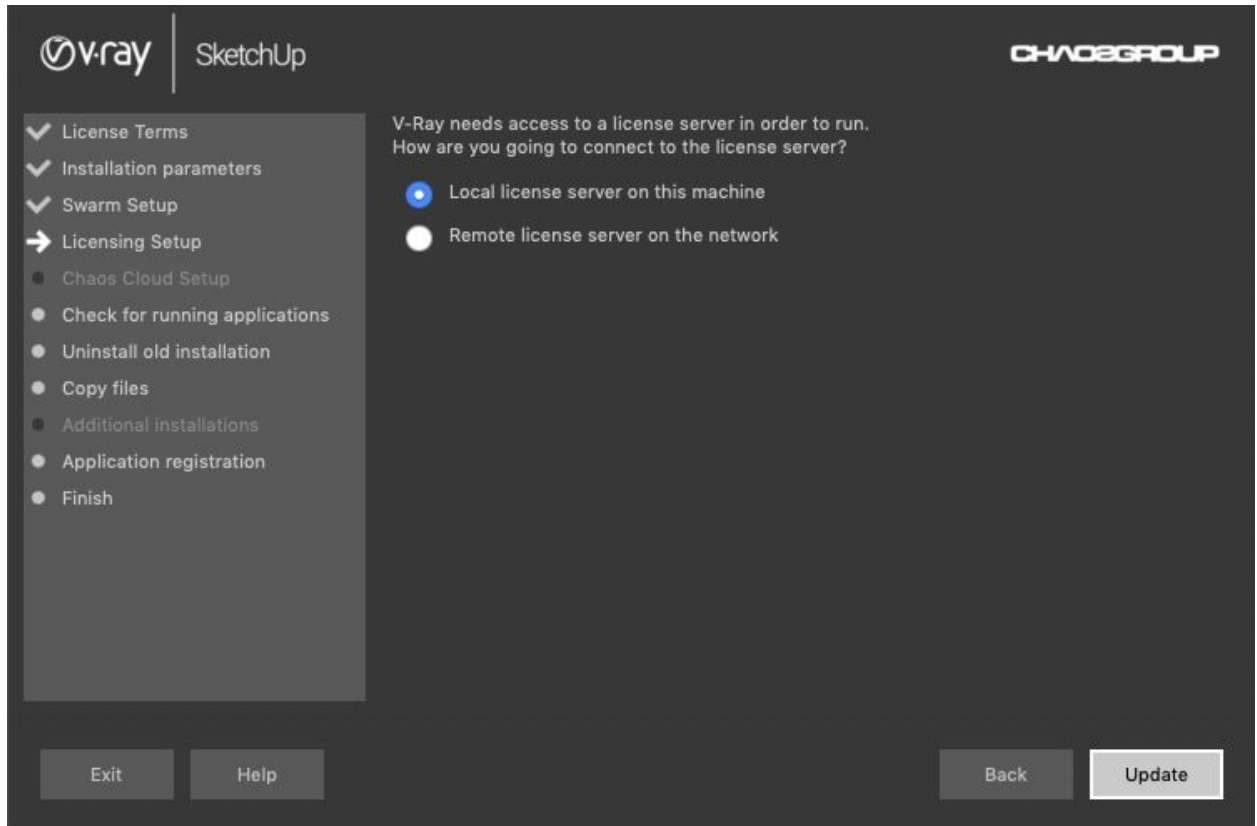 v·ray
SketchUp
CHAOSGROUP
License Terms
Installation parameters
Swarm Setup
Licensing Setup
Chaos Cloud Setup
Check for running applications
Uninstall old installation
Copy files
Additional installations
Application registration
Finish
V-Ray needs access to a license server in order to run.
How are you going to connect to the license server?
Local license server on this machine
Remote license server on the network
Exit
Help
Back
Update